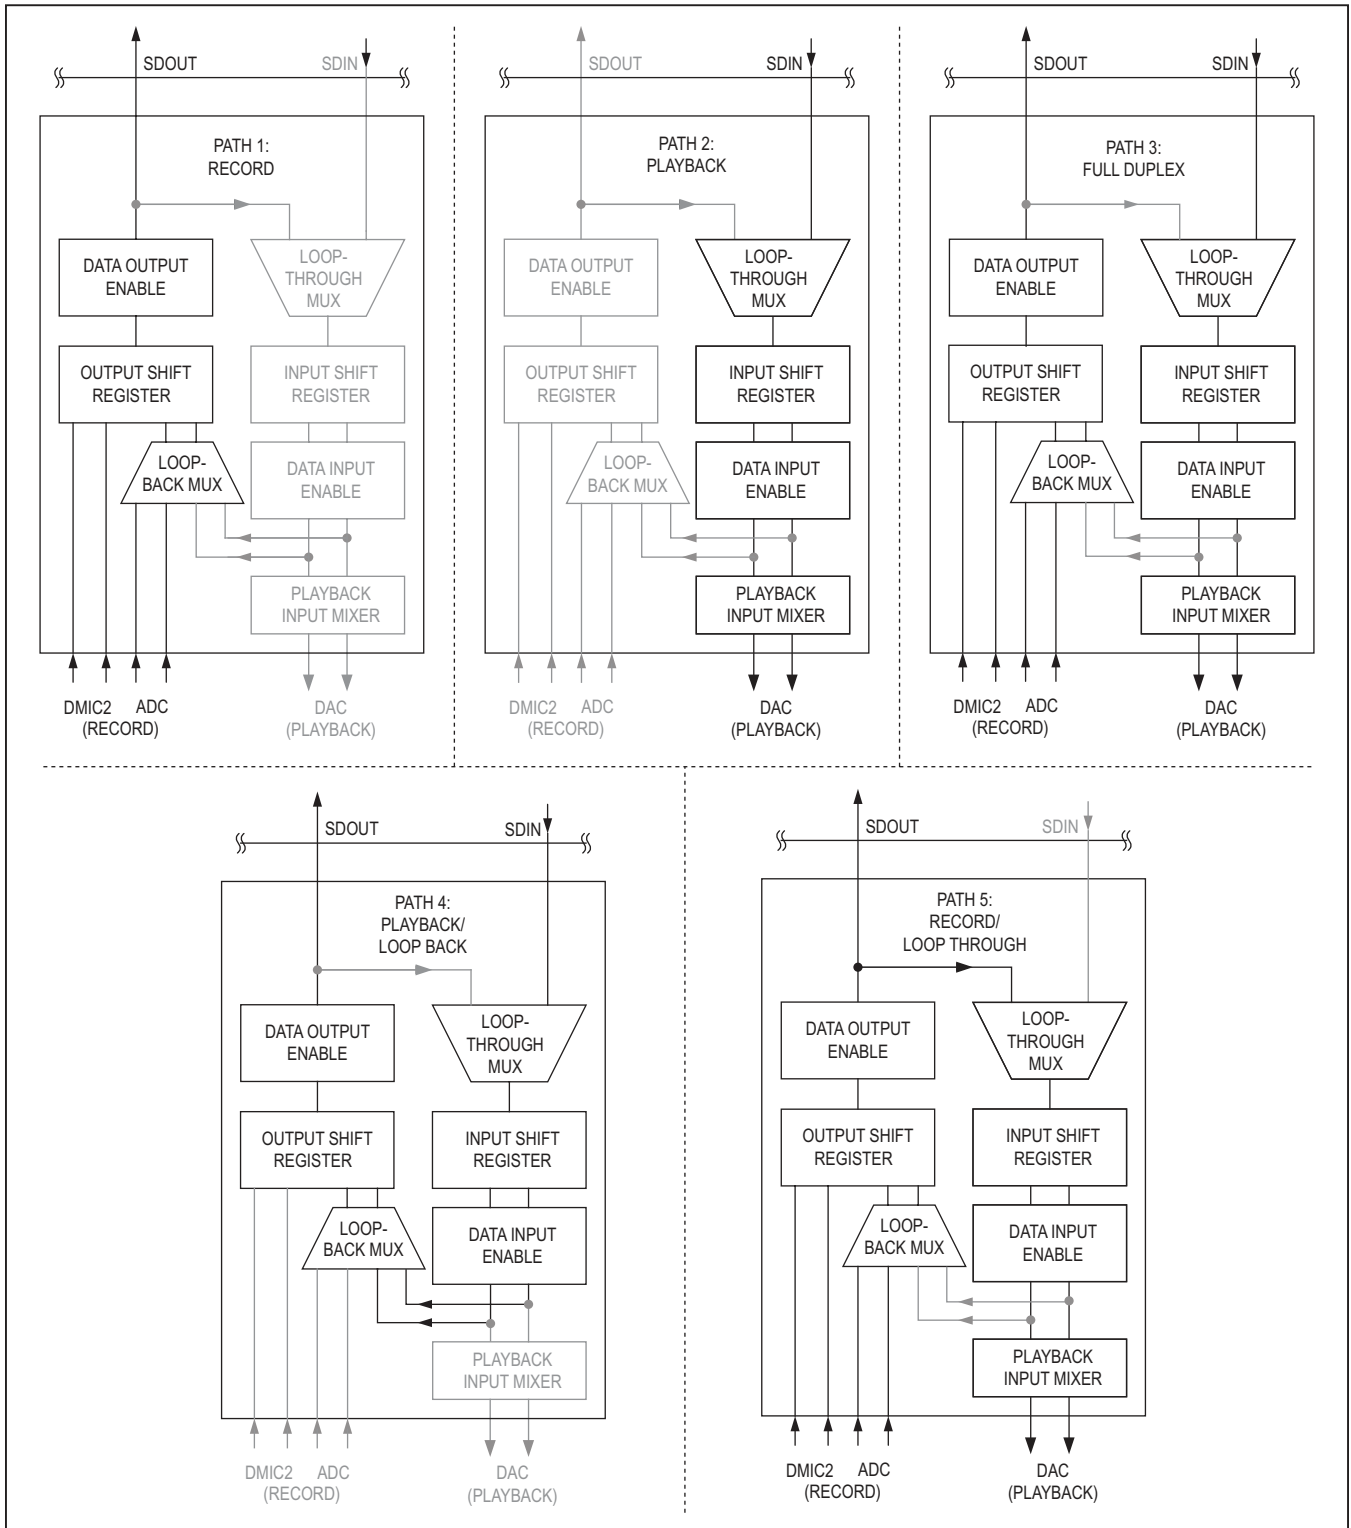 SDOUT
SDIN
PATH 1:
RECORD
DATA OUTPUT
ENABLE
LOOP-
THROUGH
MUX
OUTPUT SHIFT
REGISTER
INPUT SHIFT
REGISTER
LOOP-
BACK MUX
DATA INPUT
ENABLE
PLAYBACK
INPUT MIXER
DMIC2
ADC
(RECORD)
DAC
(PLAYBACK)
SDOUT
SDIN
PATH 2:
PLAYBACK
DATA OUTPUT
ENABLE
LOOP-
THROUGH
MUX
OUTPUT SHIFT
REGISTER
INPUT SHIFT
REGISTER
LOOP-
BACK MUX
DATA INPUT
ENABLE
PLAYBACK
INPUT MIXER
DMIC2
ADC
(RECORD)
DAC
(PLAYBACK)
SDOUT
SDIN
PATH 3:
FULL DUPLEX
DATA OUTPUT
ENABLE
LOOP-
THROUGH
MUX
OUTPUT SHIFT
REGISTER
INPUT SHIFT
REGISTER
LOOP-
BACK MUX
DATA INPUT
ENABLE
PLAYBACK
INPUT MIXER
DMIC2
ADC
(RECORD)
DAC
(PLAYBACK)
SDOUT
SDIN
PATH 4:
PLAYBACK/
LOOP BACK
DATA OUTPUT
ENABLE
LOOP-
THROUGH
MUX
OUTPUT SHIFT
REGISTER
INPUT SHIFT
REGISTER
LOOP-
BACK MUX
DATA INPUT
ENABLE
PLAYBACK
INPUT MIXER
DMIC2
ADC
(RECORD)
DAC
(PLAYBACK)
SDOUT
SDIN
PATH 5:
RECORD/
LOOP THROUGH
DATA OUTPUT
ENABLE
LOOP-
THROUGH
MUX
OUTPUT SHIFT
REGISTER
INPUT SHIFT
REGISTER
LOOP-
BACK MUX
DATA INPUT
ENABLE
PLAYBACK
INPUT MIXER
DMIC2
ADC
(RECORD)
DAC
(PLAYBACK)